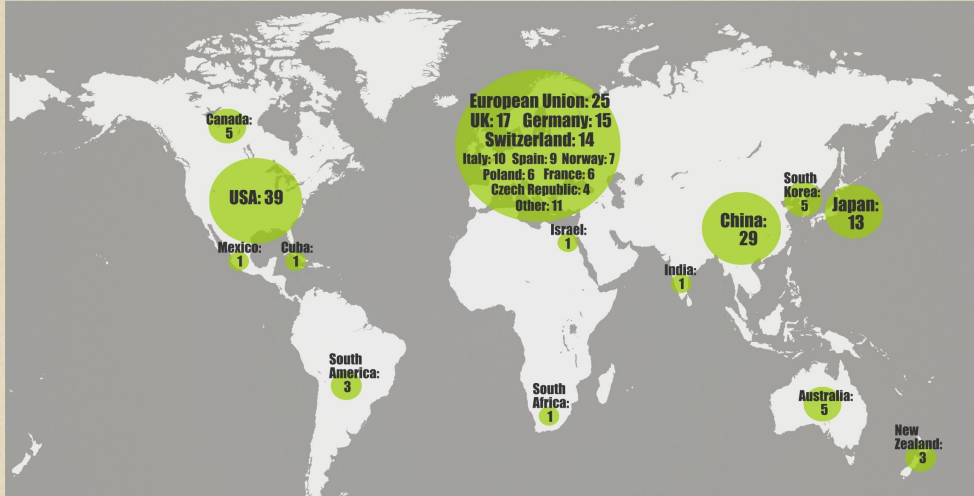 Canada:
5
USA: 39
Mexico:
1
Cuba:
1
South
America:
3
European Union: 25
UK: 17 Germany: 15
Switzerland: 14
Italy: 10 Spain: 9 Norway: 7
Poland: 6 France: 6
Czech Republic: 4
Other: 11
Israel:
1
South
Africa:
1
India:
1
China:
29
South
Korea:
5
Japan:
13
Australia:
5
New
Zealand:
3